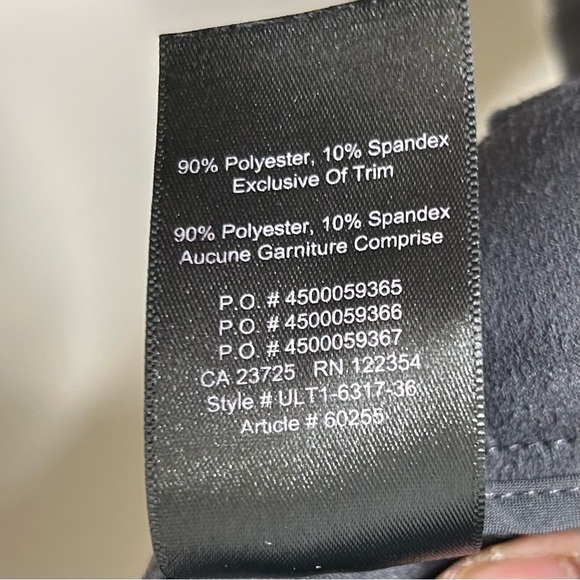 90% Polyester, 10% Spandex
Exclusive Of Trim
90% Polyester, 10% Spandex
Aucune Garniture Comprise
P.O. # 4500059365
P.O. # 4500059366
P.O. # 4500059367
CA 23725 RN 122354
Style # ULT1-6317-36
Article # 60255